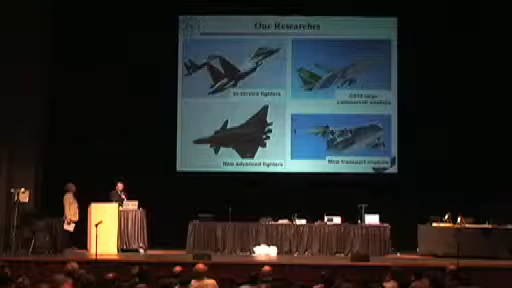 Our Researches
In-service fighters
C919 large
commercial airplane
New advanced fighters
New transport airplane